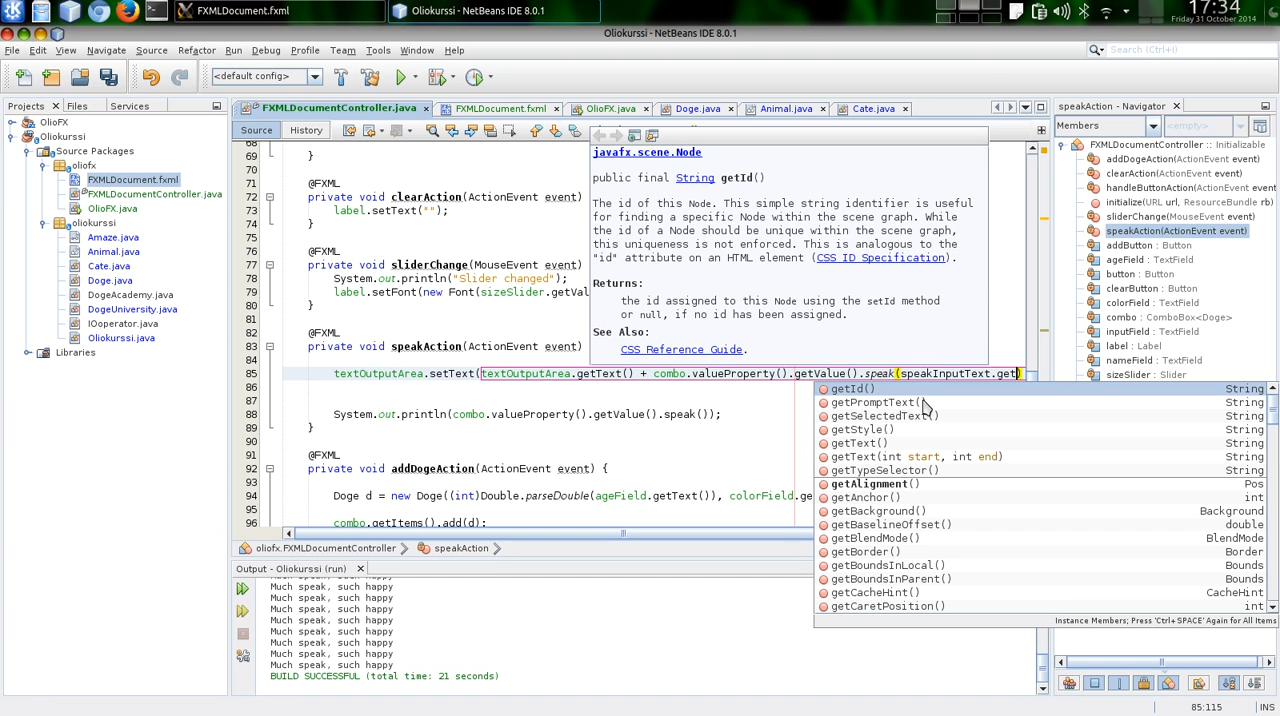 FXMLDocument.fxml
Oliokurssi - NetBeans IDE 8.0.1
17:34
Friday 31 October 2014
Oliokurssi - NetBeans IDE 8.0.1
File Edit View Navigate Source Refactor Run Debug Profile Team Tools Window Help
Search (Ctrl+I)
<default config>
Projects Files Services
FXMLDocumentController.java FXMLDocument.fxml OlioFX.java Doge.java Animal.java Cate.java
speakAction - Navigator
Source History
Members <empty>
OlioFX
Oliokurssi
Source Packages
oliofx
FXMLDocument.fxml
FXMLDocumentController.java
OlioFX.java
oliokurssi
Amaze.java
Animal.java
Cate.java
Doge.java
DogeAcademy.java
DogeUniversity.java
IOoperator.java
Oliokurssi.java
Libraries
68
69 }
70
71 @FXML
72 private void clearAction(ActionEvent event)
73 label.setText("");
74 }
75
76 @FXML
77 private void sliderChange(MouseEvent event)
78 System.out.println("Slider changed");
79 label.setFont(new Font(sizeSlider.getVal
80 }
81
82 @FXML
83 private void speakAction(ActionEvent event)
84
85 textOutputArea.setText(textOutputArea.getText() + combo.valueProperty().getValue().speak(speakInputText.get)
86
87
88 System.out.println(combo.valueProperty().getValue().speak());
89 }
90
91 @FXML
92 private void addDogeAction(ActionEvent event) {
93
94 Doge d = new Doge((int)Double.parseDouble(ageField.getText()), colorField.ge
95
96 combo.getItems().add(d);
javafx.scene.Node
public final String getId()
The id of this Node. This simple string identifier is useful
for finding a specific Node within the scene graph. While
the id of a Node should be unique within the scene graph,
this uniqueness is not enforced. This is analogous to the
"id" attribute on an HTML element (CSS ID Specification).
Returns:
the id assigned to this Node using the setId method
or null, if no id has been assigned.
See Also:
CSS Reference Guide.
getId() String
getPromptText() String
getSelectedText() String
getStyle() String
getText() String
getText(int start, int end) String
getTypeSelector() String
getAlignment() Pos
getAnchor() int
getBackground() Background
getBaselineOffset() double
getBlendMode() BlendMode
getBorder() Border
getBoundsInLocal() Bounds
getBoundsInParent() Bounds
getCacheHint() CacheHint
getCaretPosition() int
Instance Members; Press 'Ctrl+SPACE' Again for All Items
FXMLDocumentController :: Initializable
addDogeAction(ActionEvent event)
clearAction(ActionEvent event)
handleButtonAction(MouseEvent
initialize(URL url, ResourceBundle rb)
sliderChange(MouseEvent event)
speakAction(ActionEvent event)
addButton : Button
ageField : TextField
button : Button
clearButton : Button
colorField : TextField
combo : ComboBox<Doge>
inputField : TextField
label : Label
nameField : TextField
sizeSlider : Slider
oliofx.FXMLDocumentController speakAction
Output - Oliokurssi (run)
Much speak, such happy
Much speak, such happy
Much speak, such happy
Much speak, such happy
Much speak, such happy
Much speak, such happy
Much speak, such happy
Much speak, such happy
BUILD SUCCESSFUL (total time: 21 seconds)
85:115 INS